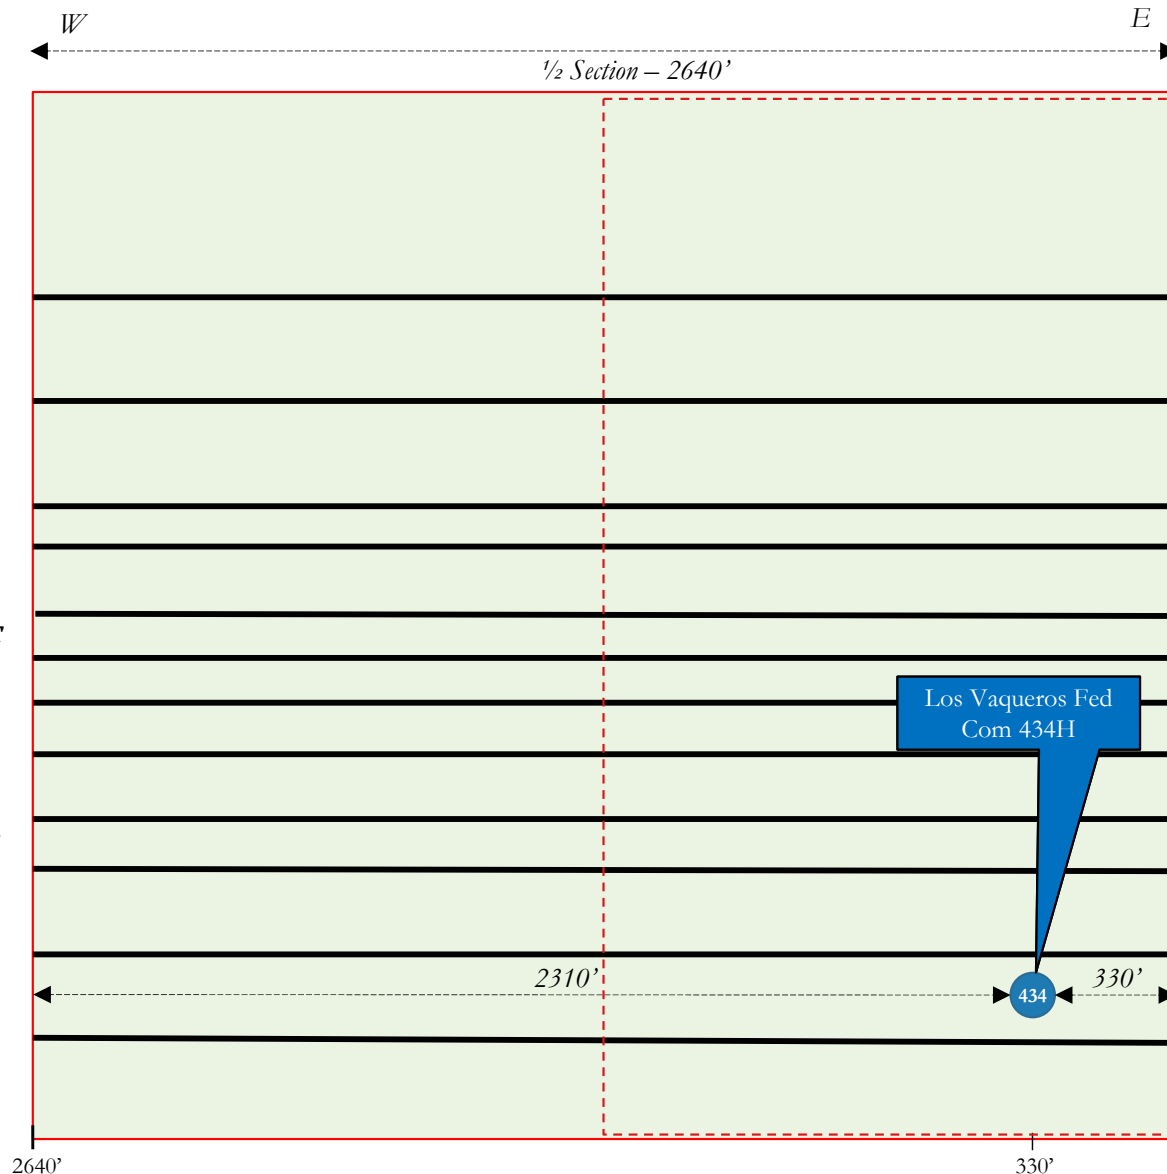 W
E
½ Section – 2640’
Los Vaqueros Fed
Com 434H
2310’
434
330’
2640’
330’